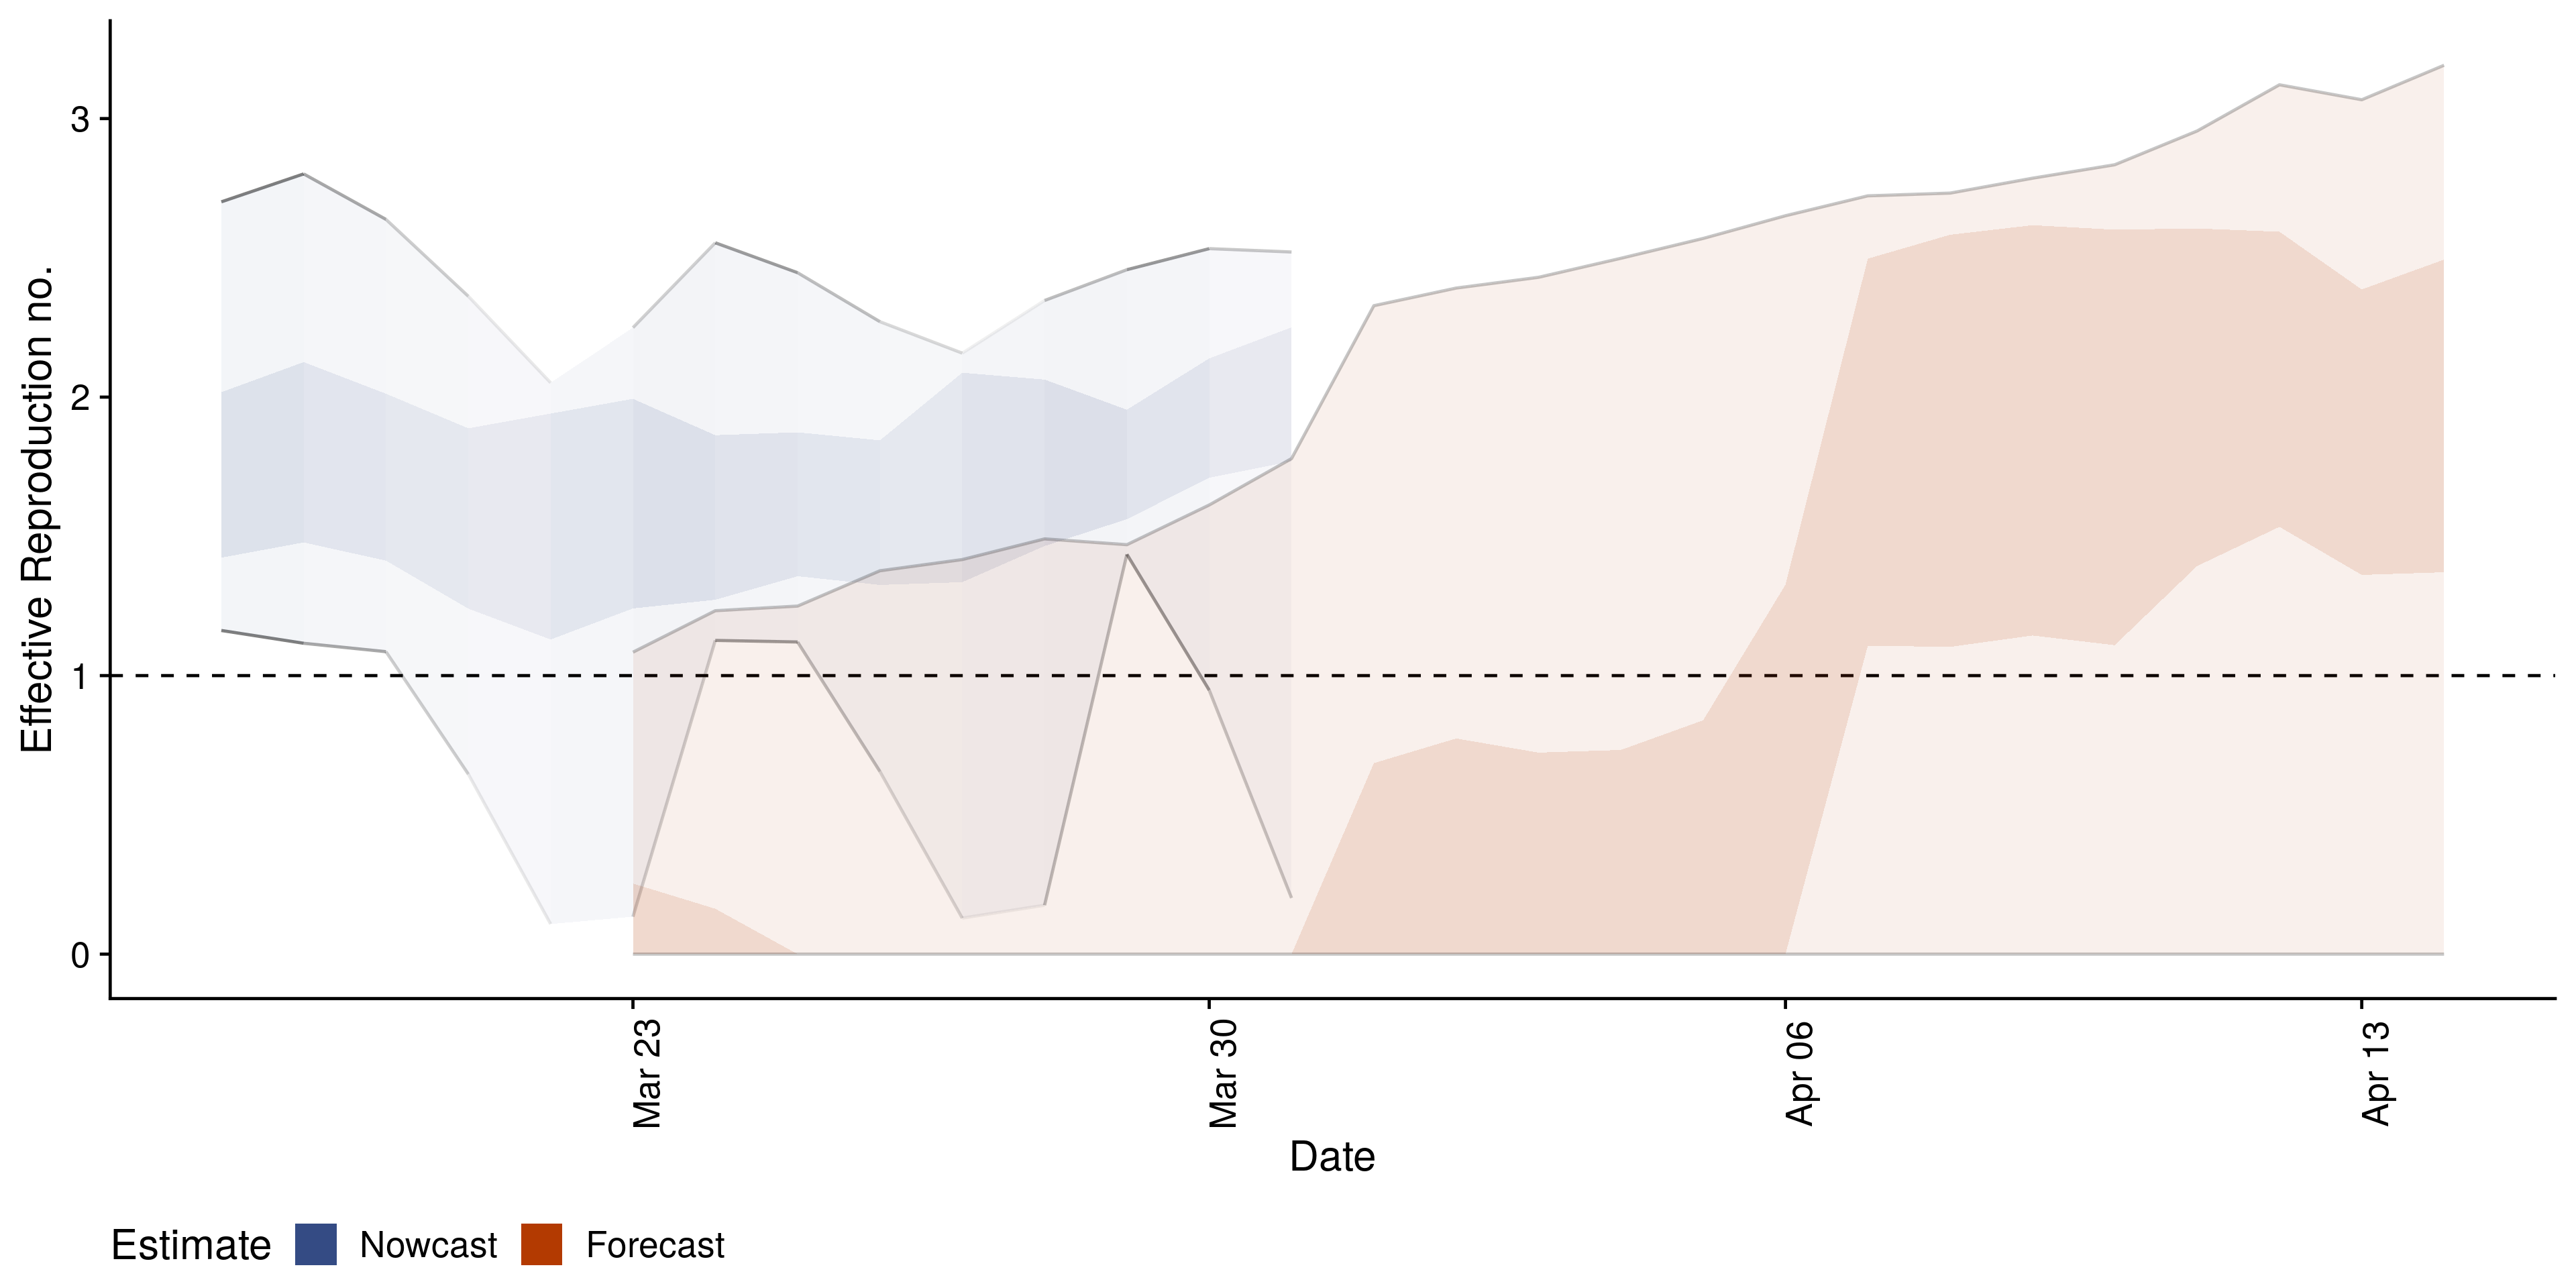 Effective Reproduction no.
3
2
1
0
Mar 23
Mar 30
Apr 06
Apr 13
Date
Estimate Nowcast Forecast